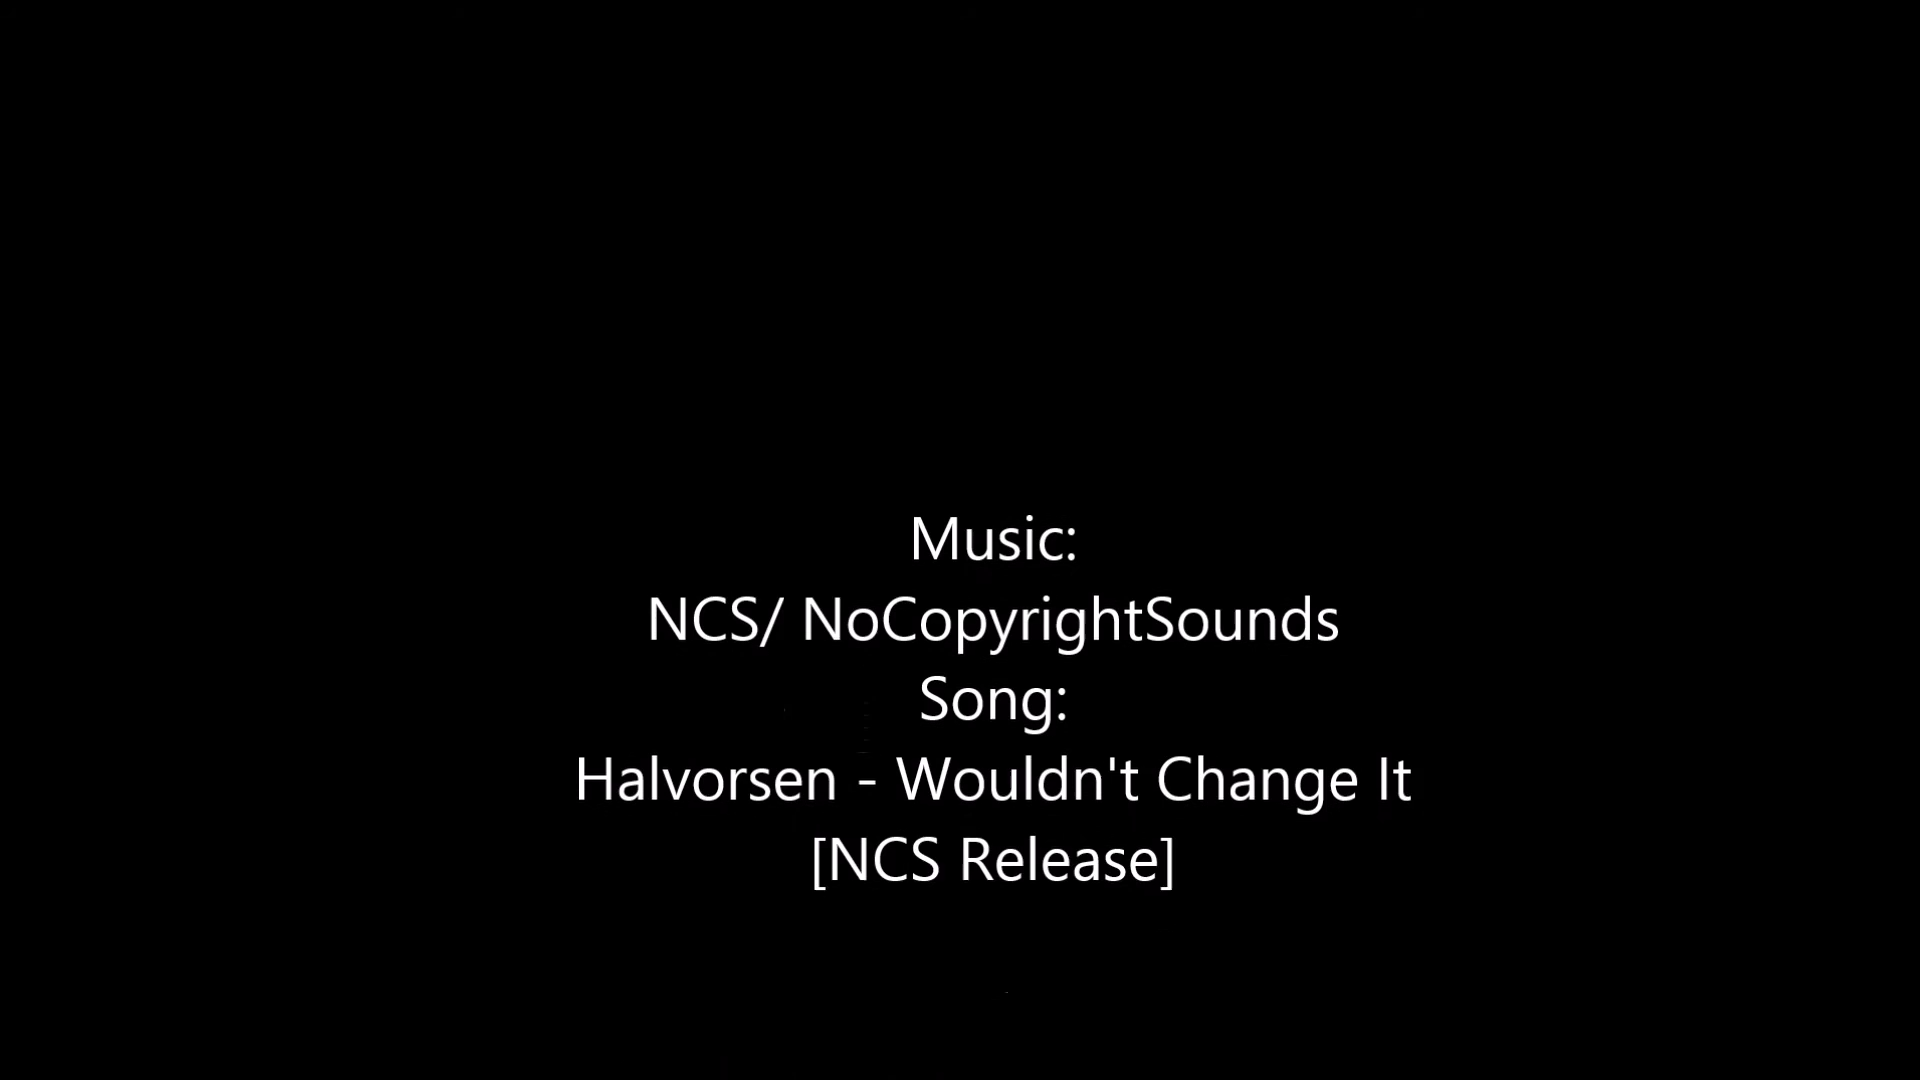 Music:
NCS/ NoCopyrightSounds
Song:
Halvorsen - Wouldn't Change It
[NCS Release]